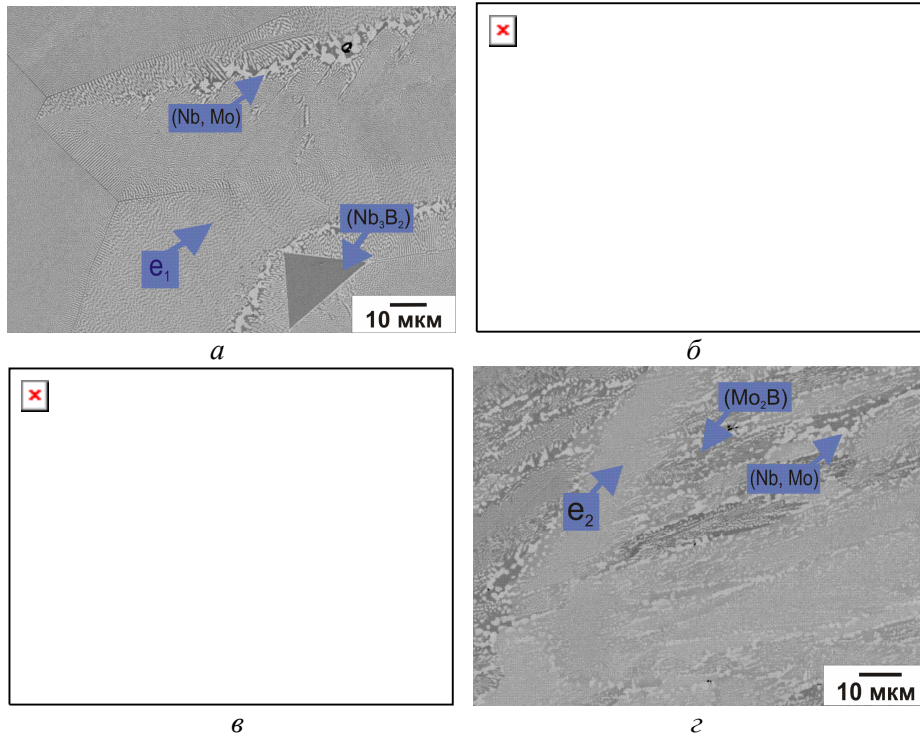 (Nb, Mo)
(Nb₃B₂)
e₁
10 мкм
а
б
(Mo₂B)
(Nb, Mo)
e₂
10 мкм
в
г